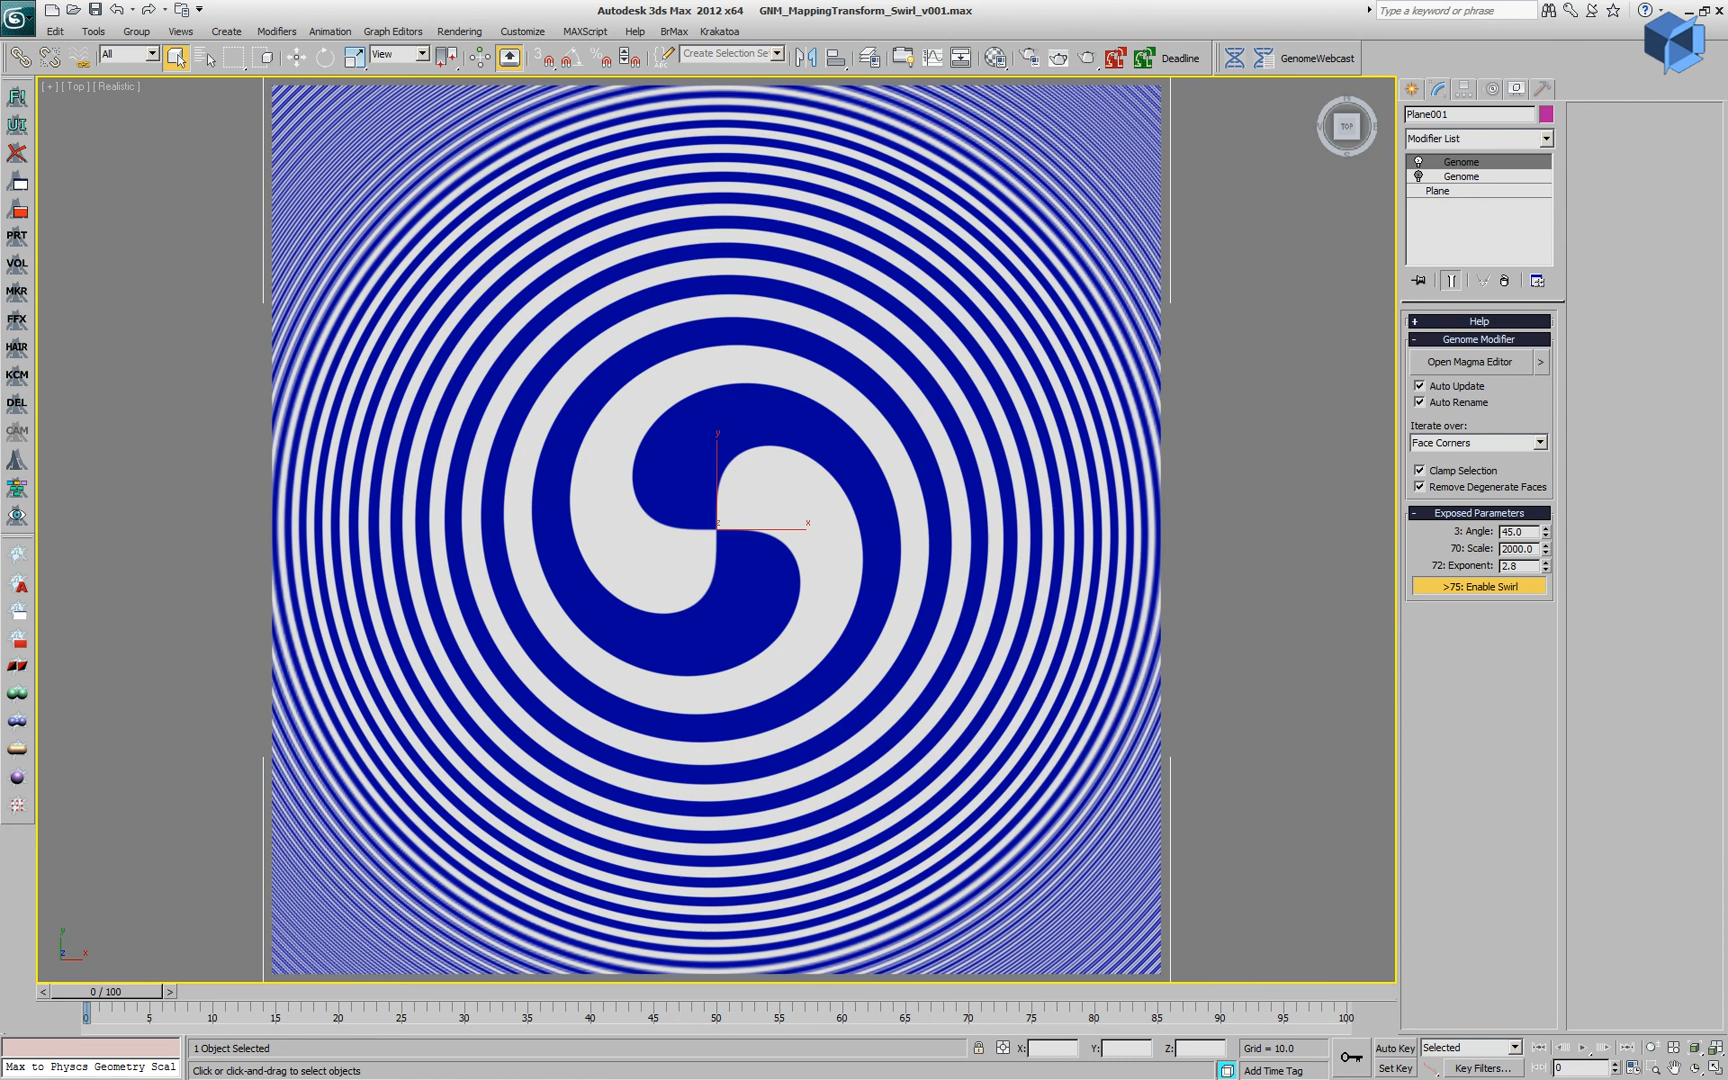 Autodesk 3ds Max 2012 x64 GNM_MappingTransform_Swirl_v001.max
Type a keyword or phrase
Edit Tools Group Create Views Modifiers Animation Graph Editors Rendering Customize MAXScript Help BrMax Krakatoa
All View Create Selection Se Deadline GenomeWebcast
[ + ] [ Top ] [ Realistic ]
TOP
F!
UI
PRT
VOL
MKR
FFX
HAIR
KCM
DEL
CAM
y
x
z
y
z
x
Plane001
Modifier List
Genome
Genome
Plane
+ Help
- Genome Modifier
Open Magma Editor >
Auto Update
Auto Rename
Iterate over:
Face Corners
Clamp Selection
Remove Degenerate Faces
- Exposed Parameters
3: Angle: 45.0
70: Scale: 2000.0
72: Exponent: 2.8
>75: Enable Swirl
< 0 / 100 >
0 5 10 15 20 25 30 35 40 45 50 55 60 65 70 75 80 85 90 95 100
1 Object Selected X: Y: Z: Grid = 10.0 Auto Key Selected
Max to Physcs Geometry Scal Click or click-and-drag to select objects Add Time Tag Set Key Key Filters... 0